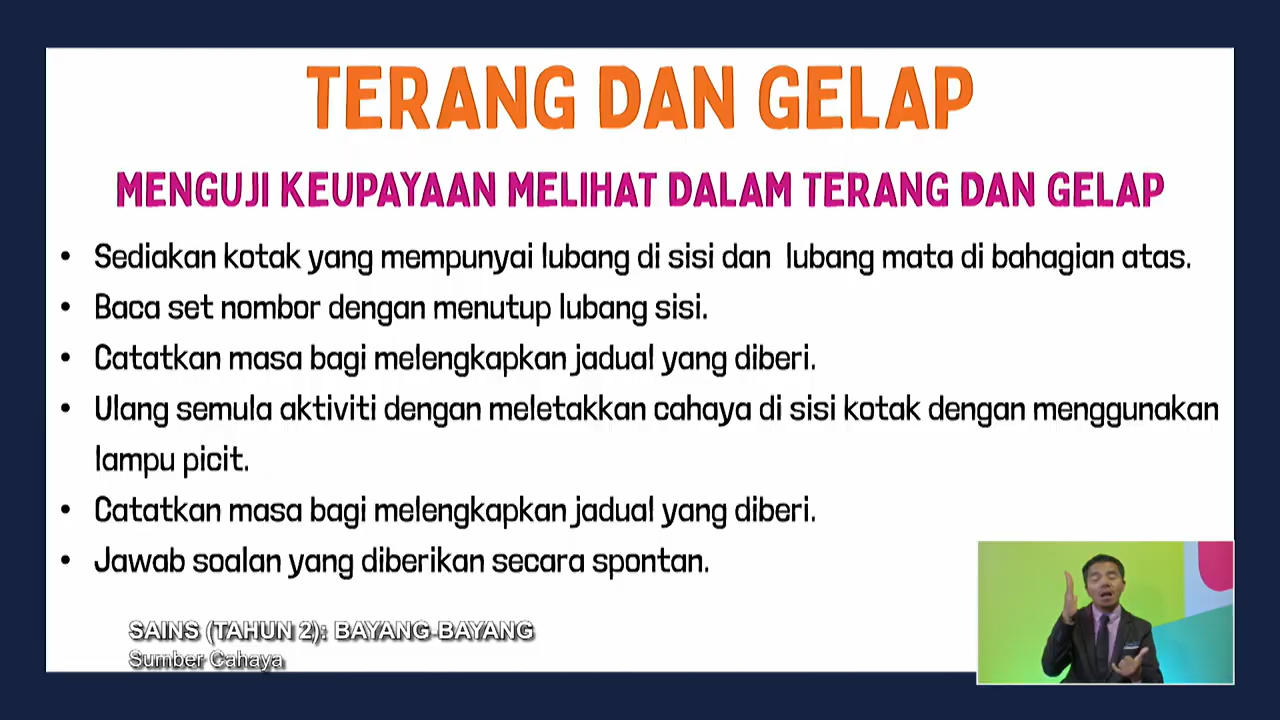 TERANG DAN GELAP
MENGUJI KEUPAYAAN MELIHAT DALAM TERANG DAN GELAP
• Sediakan kotak yang mempunyai lubang di sisi dan lubang mata di bahagian atas.
• Baca set nombor dengan menutup lubang sisi.
• Catatkan masa bagi melengkapkan jadual yang diberi.
• Ulang semula aktiviti dengan meletakkan cahaya di sisi kotak dengan menggunakan
lampu picit.
• Catatkan masa bagi melengkapkan jadual yang diberi.
• Jawab soalan yang diberikan secara spontan.
SAINS (TAHUN 2): BAYANG-BAYANG
Sumber Cahaya